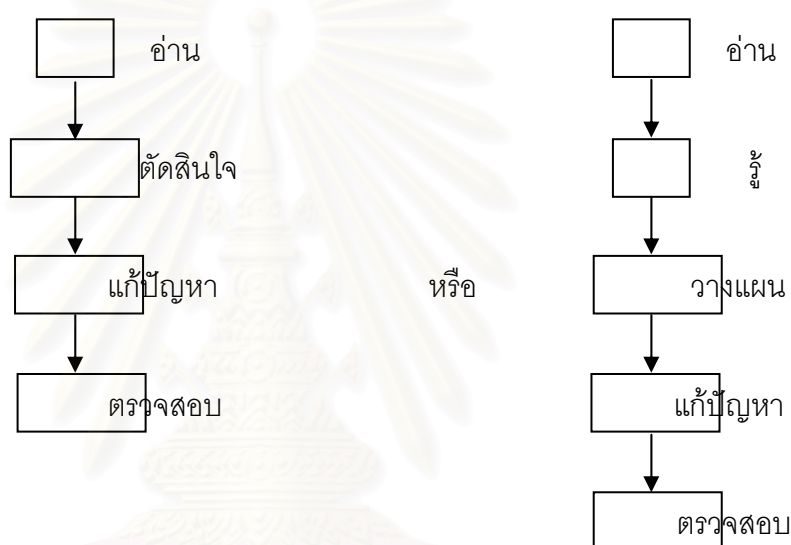 อ่าน
ตัดสินใจ
แก้ปัญหา
ตรวจสอบ
หรือ
อ่าน
รู้
วางแผน
แก้ปัญหา
ตรวจสอบ